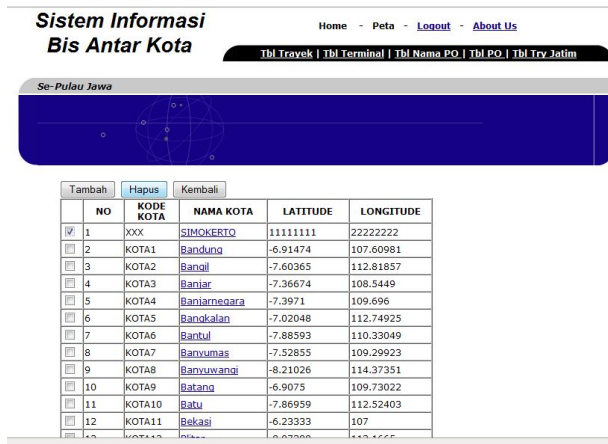 Sistem Informasi
Bis Antar Kota
Home - Peta - Logout - About Us
Tbl Trayek | Tbl Terminal | Tbl Nama PO | Tbl PO | Tbl Try Jatim
Se-Pulau Jawa
Tambah Hapus Kembali
NO KODE KOTA NAMA KOTA LATITUDE LONGITUDE
1 XXX SIMOKERTO 11111111 22222222
2 KOTA1 Bandung -6.91474 107.60981
3 KOTA2 Bangil -7.60365 112.81857
4 KOTA3 Banjar -7.36674 108.5449
5 KOTA4 Banjarnegara -7.3971 109.696
6 KOTA5 Bangkalan -7.02048 112.74925
7 KOTA6 Bantul -7.88593 110.33049
8 KOTA7 Banyumas -7.52855 109.29923
9 KOTA8 Banyuwangi -8.21026 114.37351
10 KOTA9 Batang -6.9075 109.73022
11 KOTA10 Batu -7.86959 112.52403
12 KOTA11 Bekasi -6.23333 107